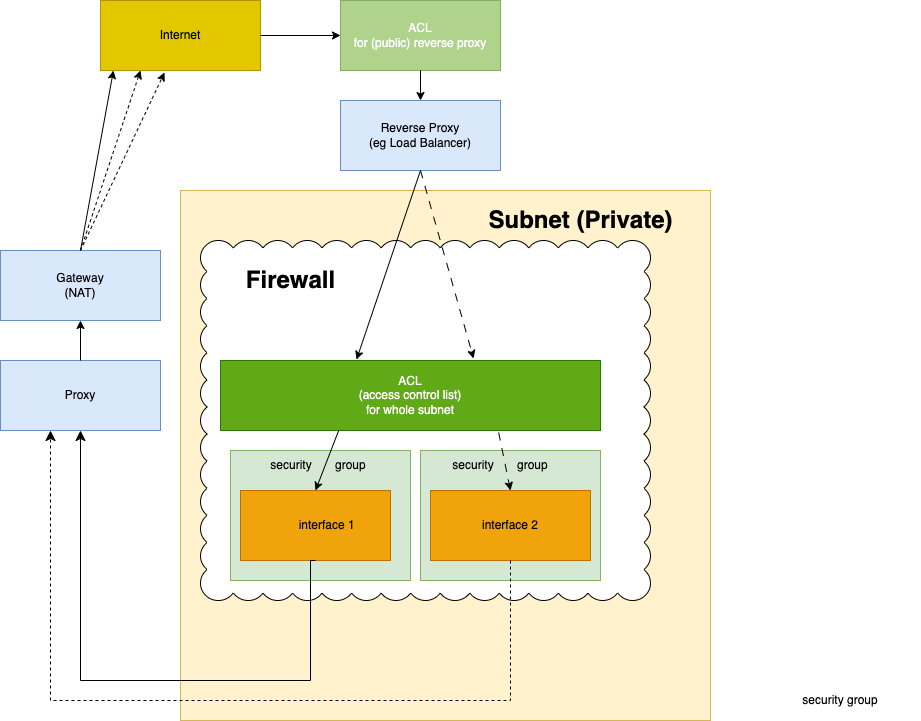 Internet
ACL
for (public) reverse proxy
Reverse Proxy
(eg Load Balancer)
Subnet (Private)
Firewall
Gateway
(NAT)
Proxy
ACL
(access control list)
for whole subnet
security group
security group
interface 1
interface 2
security group